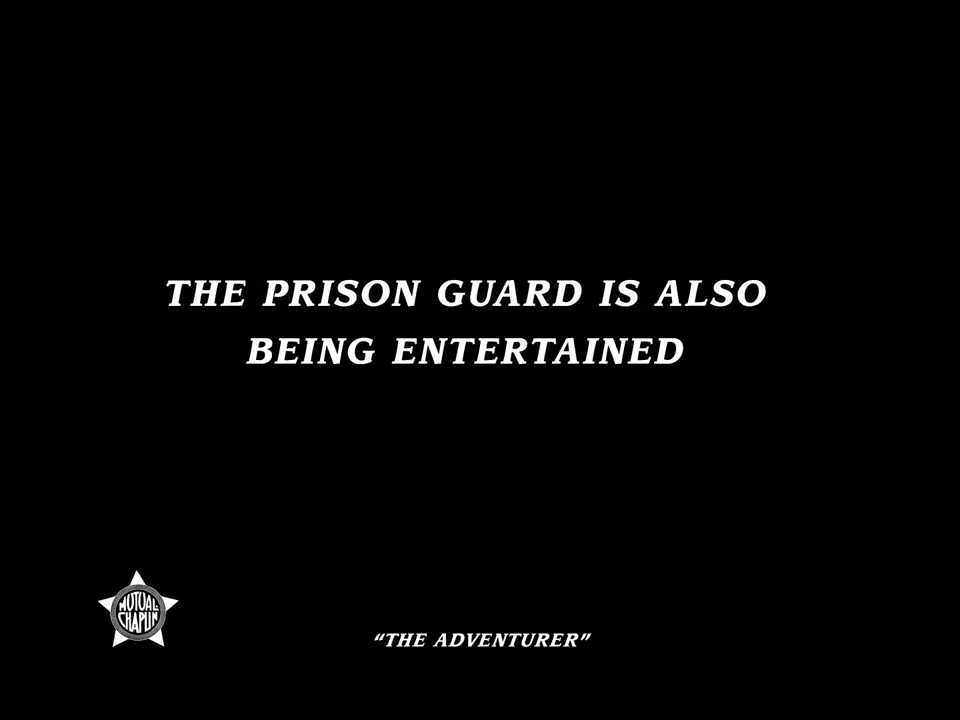 THE PRISON GUARD IS ALSO
BEING ENTERTAINED
MUTUAL-
CHAPLIN
“THE ADVENTURER”